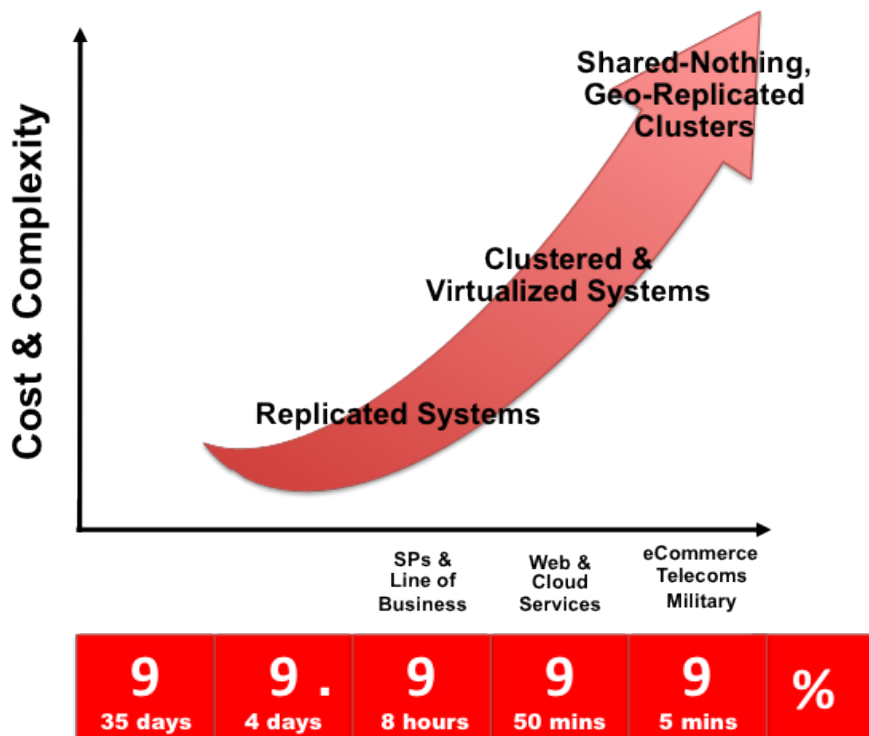 Cost & Complexity
Shared-Nothing,
Geo-Replicated
Clusters
Clustered &
Virtualized Systems
Replicated Systems
SPs &
Line of
Business
Web &
Cloud
Services
eCommerce
Telecoms
Military
9 9. 9 9 9 %
35 days 4 days 8 hours 50 mins 5 mins